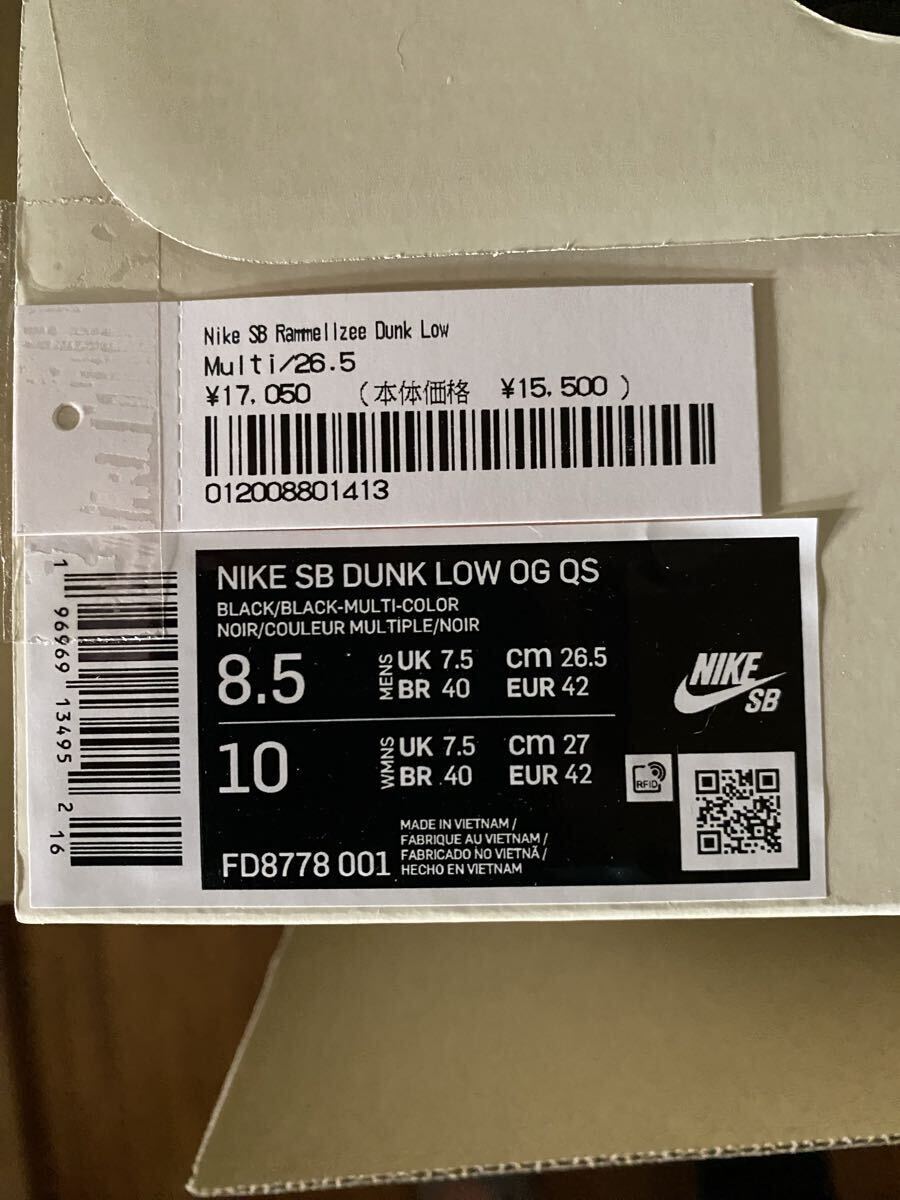 Nike SB Rammellzee Dunk Low
Multi/26.5
¥17,050 (本体価格 ¥15,500 )
012008801413
1 96969 13495 2 16
NIKE SB DUNK LOW OG QS
BLACK/BLACK-MULTI-COLOR
NOIR/COULEUR MULTIPLE/NOIR
8.5 MENS UK 7.5 cm 26.5
BR 40 EUR 42
10 WMNS UK 7.5 cm 27
BR 40 EUR 42
NIKE
SB
RFID
FD8778 001
MADE IN VIETNAM /
FABRIQUE AU VIETNAM /
FABRICADO NO VIETNÃ /
HECHO EN VIETNAM